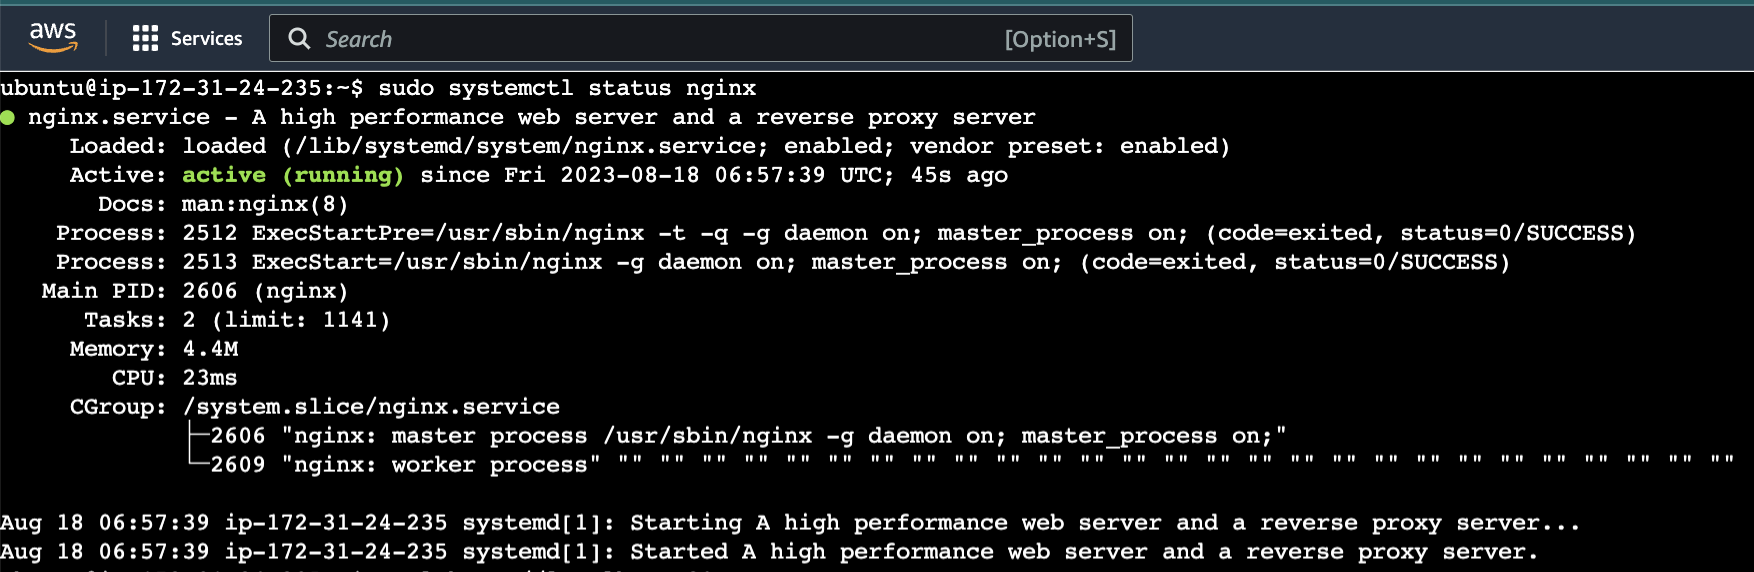 aws
Services
Search
[Option+S]
ubuntu@ip-172-31-24-235:~$ sudo systemctl status nginx
● nginx.service - A high performance web server and a reverse proxy server
Loaded: loaded (/lib/systemd/system/nginx.service; enabled; vendor preset: enabled)
Active: active (running) since Fri 2023-08-18 06:57:39 UTC; 45s ago
Docs: man:nginx(8)
Process: 2512 ExecStartPre=/usr/sbin/nginx -t -q -g daemon on; master_process on; (code=exited, status=0/SUCCESS)
Process: 2513 ExecStart=/usr/sbin/nginx -g daemon on; master_process on; (code=exited, status=0/SUCCESS)
Main PID: 2606 (nginx)
Tasks: 2 (limit: 1141)
Memory: 4.4M
CPU: 23ms
CGroup: /system.slice/nginx.service
├─2606 "nginx: master process /usr/sbin/nginx -g daemon on; master_process on;"
└─2609 "nginx: worker process" "" "" "" "" "" "" "" "" "" "" "" "" "" "" "" "" "" "" "" "" "" "" "" "" "" "" ""
Aug 18 06:57:39 ip-172-31-24-235 systemd[1]: Starting A high performance web server and a reverse proxy server...
Aug 18 06:57:39 ip-172-31-24-235 systemd[1]: Started A high performance web server and a reverse proxy server.